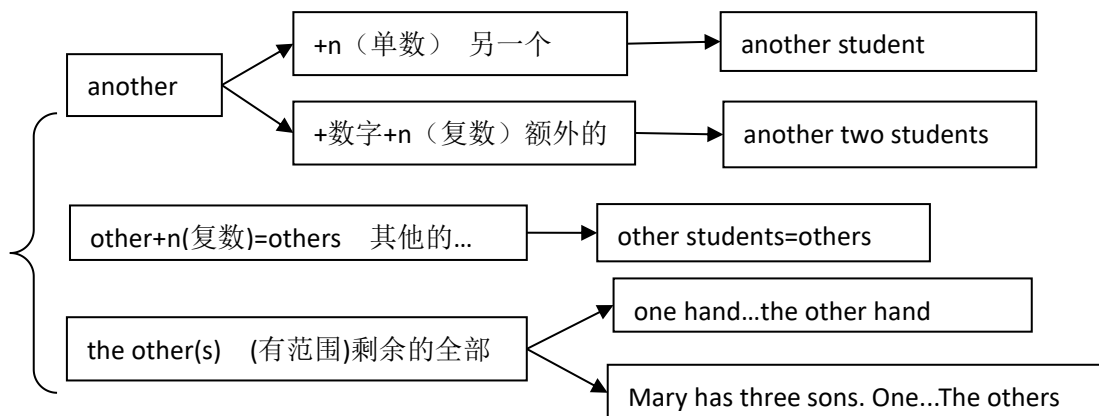 another
+n（单数） 另一个
another student
+数字+n（复数）额外的
another two students
other+n(复数)=others 其他的…
other students=others
the other(s) (有范围)剩余的全部
one hand…the other hand
Mary has three sons. One...The others